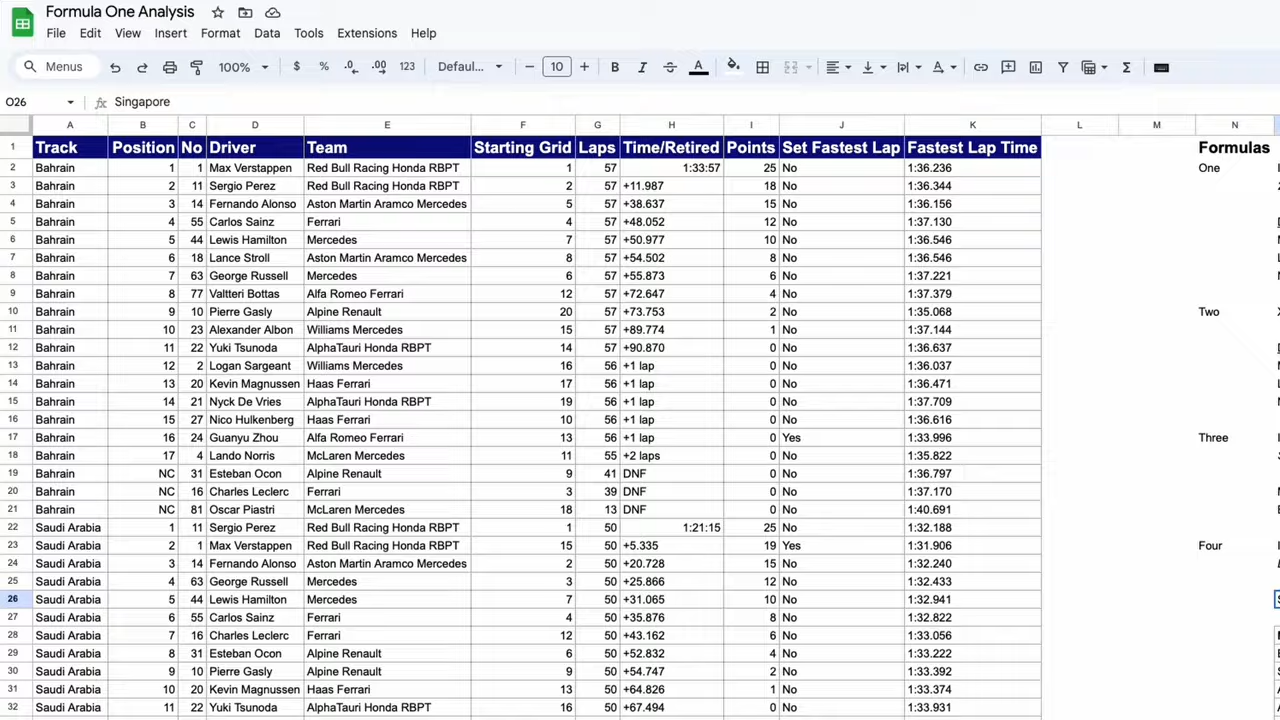 Formula One Analysis
File Edit View Insert Format Data Tools Extensions Help
Menus 100% $ % .0 .00 123 Defaul... 10 B I A
O26 fx Singapore
A B C D E F G H I J K L M N
1 Track Position No Driver Team Starting Grid Laps Time/Retired Points Set Fastest Lap Fastest Lap Time Formulas
2 Bahrain 1 1 Max Verstappen Red Bull Racing Honda RBPT 1 57 1:33:57 25 No 1:36.236 One
3 Bahrain 2 11 Sergio Perez Red Bull Racing Honda RBPT 2 57 +11.987 18 No 1:36.344
4 Bahrain 3 14 Fernando Alonso Aston Martin Aramco Mercedes 5 57 +38.637 15 No 1:36.156
5 Bahrain 4 55 Carlos Sainz Ferrari 4 57 +48.052 12 No 1:37.130
6 Bahrain 5 44 Lewis Hamilton Mercedes 7 57 +50.977 10 No 1:36.546
7 Bahrain 6 18 Lance Stroll Aston Martin Aramco Mercedes 8 57 +54.502 8 No 1:36.546
8 Bahrain 7 63 George Russell Mercedes 6 57 +55.873 6 No 1:37.221
9 Bahrain 8 77 Valtteri Bottas Alfa Romeo Ferrari 12 57 +72.647 4 No 1:37.379
10 Bahrain 9 10 Pierre Gasly Alpine Renault 20 57 +73.753 2 No 1:35.068 Two
11 Bahrain 10 23 Alexander Albon Williams Mercedes 15 57 +89.774 1 No 1:37.144
12 Bahrain 11 22 Yuki Tsunoda AlphaTauri Honda RBPT 14 57 +90.870 0 No 1:36.637
13 Bahrain 12 2 Logan Sargeant Williams Mercedes 16 56 +1 lap 0 No 1:36.037
14 Bahrain 13 20 Kevin Magnussen Haas Ferrari 17 56 +1 lap 0 No 1:36.471
15 Bahrain 14 21 Nyck De Vries AlphaTauri Honda RBPT 19 56 +1 lap 0 No 1:37.709
16 Bahrain 15 27 Nico Hulkenberg Haas Ferrari 10 56 +1 lap 0 No 1:36.616
17 Bahrain 16 24 Guanyu Zhou Alfa Romeo Ferrari 13 56 +1 lap 0 Yes 1:33.996 Three
18 Bahrain 17 4 Lando Norris McLaren Mercedes 11 55 +2 laps 0 No 1:35.822
19 Bahrain NC 31 Esteban Ocon Alpine Renault 9 41 DNF 0 No 1:36.797
20 Bahrain NC 16 Charles Leclerc Ferrari 3 39 DNF 0 No 1:37.170
21 Bahrain NC 81 Oscar Piastri McLaren Mercedes 18 13 DNF 0 No 1:40.691
22 Saudi Arabia 1 11 Sergio Perez Red Bull Racing Honda RBPT 1 50 1:21:15 25 No 1:32.188
23 Saudi Arabia 2 1 Max Verstappen Red Bull Racing Honda RBPT 15 50 +5.335 19 Yes 1:31.906 Four
24 Saudi Arabia 3 14 Fernando Alonso Aston Martin Aramco Mercedes 2 50 +20.728 15 No 1:32.240
25 Saudi Arabia 4 63 George Russell Mercedes 3 50 +25.866 12 No 1:32.433
26 Saudi Arabia 5 44 Lewis Hamilton Mercedes 7 50 +31.065 10 No 1:32.941
27 Saudi Arabia 6 55 Carlos Sainz Ferrari 4 50 +35.876 8 No 1:32.822
28 Saudi Arabia 7 16 Charles Leclerc Ferrari 12 50 +43.162 6 No 1:33.056
29 Saudi Arabia 8 31 Esteban Ocon Alpine Renault 6 50 +52.832 4 No 1:33.222
30 Saudi Arabia 9 10 Pierre Gasly Alpine Renault 9 50 +54.747 2 No 1:33.392
31 Saudi Arabia 10 20 Kevin Magnussen Haas Ferrari 13 50 +64.826 1 No 1:33.374
32 Saudi Arabia 11 22 Yuki Tsunoda AlphaTauri Honda RBPT 16 50 +67.494 0 No 1:33.931